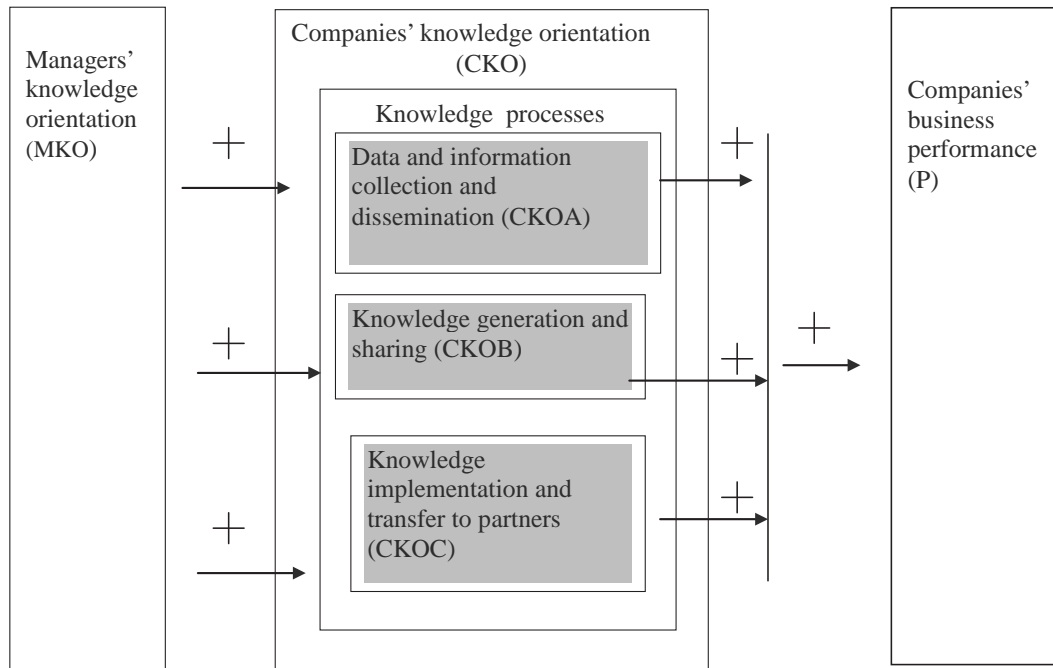 Managers’
knowledge
orientation
(MKO)
+
+
+
Companies’ knowledge orientation
(CKO)
Knowledge processes
Data and information
collection and
dissemination (CKOA)
Knowledge generation and
sharing (CKOB)
Knowledge
implementation and
transfer to partners
(CKOC)
+
+
+
+
Companies’
business
performance
(P)